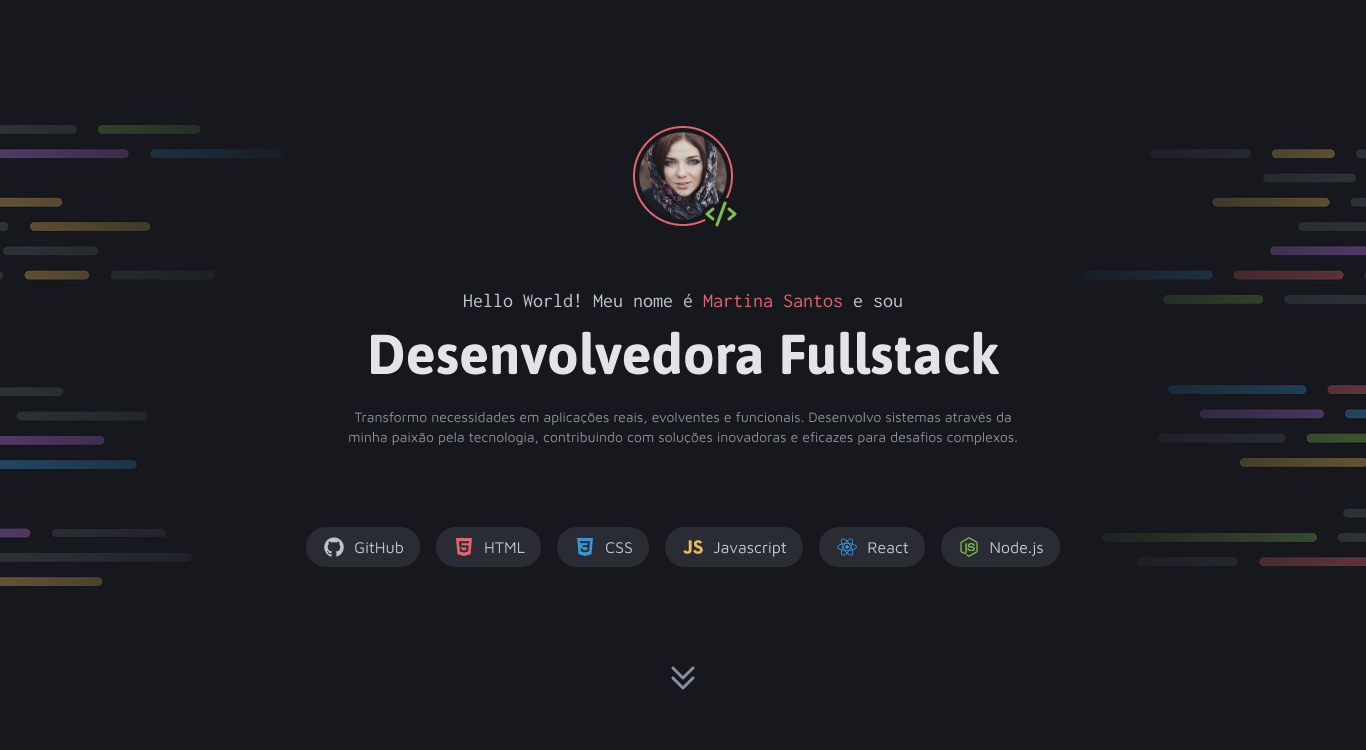 </>
Hello World! Meu nome é Martina Santos e sou
Desenvolvedora Fullstack
Transformo necessidades em aplicações reais, evolventes e funcionais. Desenvolvo sistemas através da
minha paixão pela tecnologia, contribuindo com soluções inovadoras e eficazes para desafios complexos.
GitHub HTML CSS JS Javascript React JS Node.js